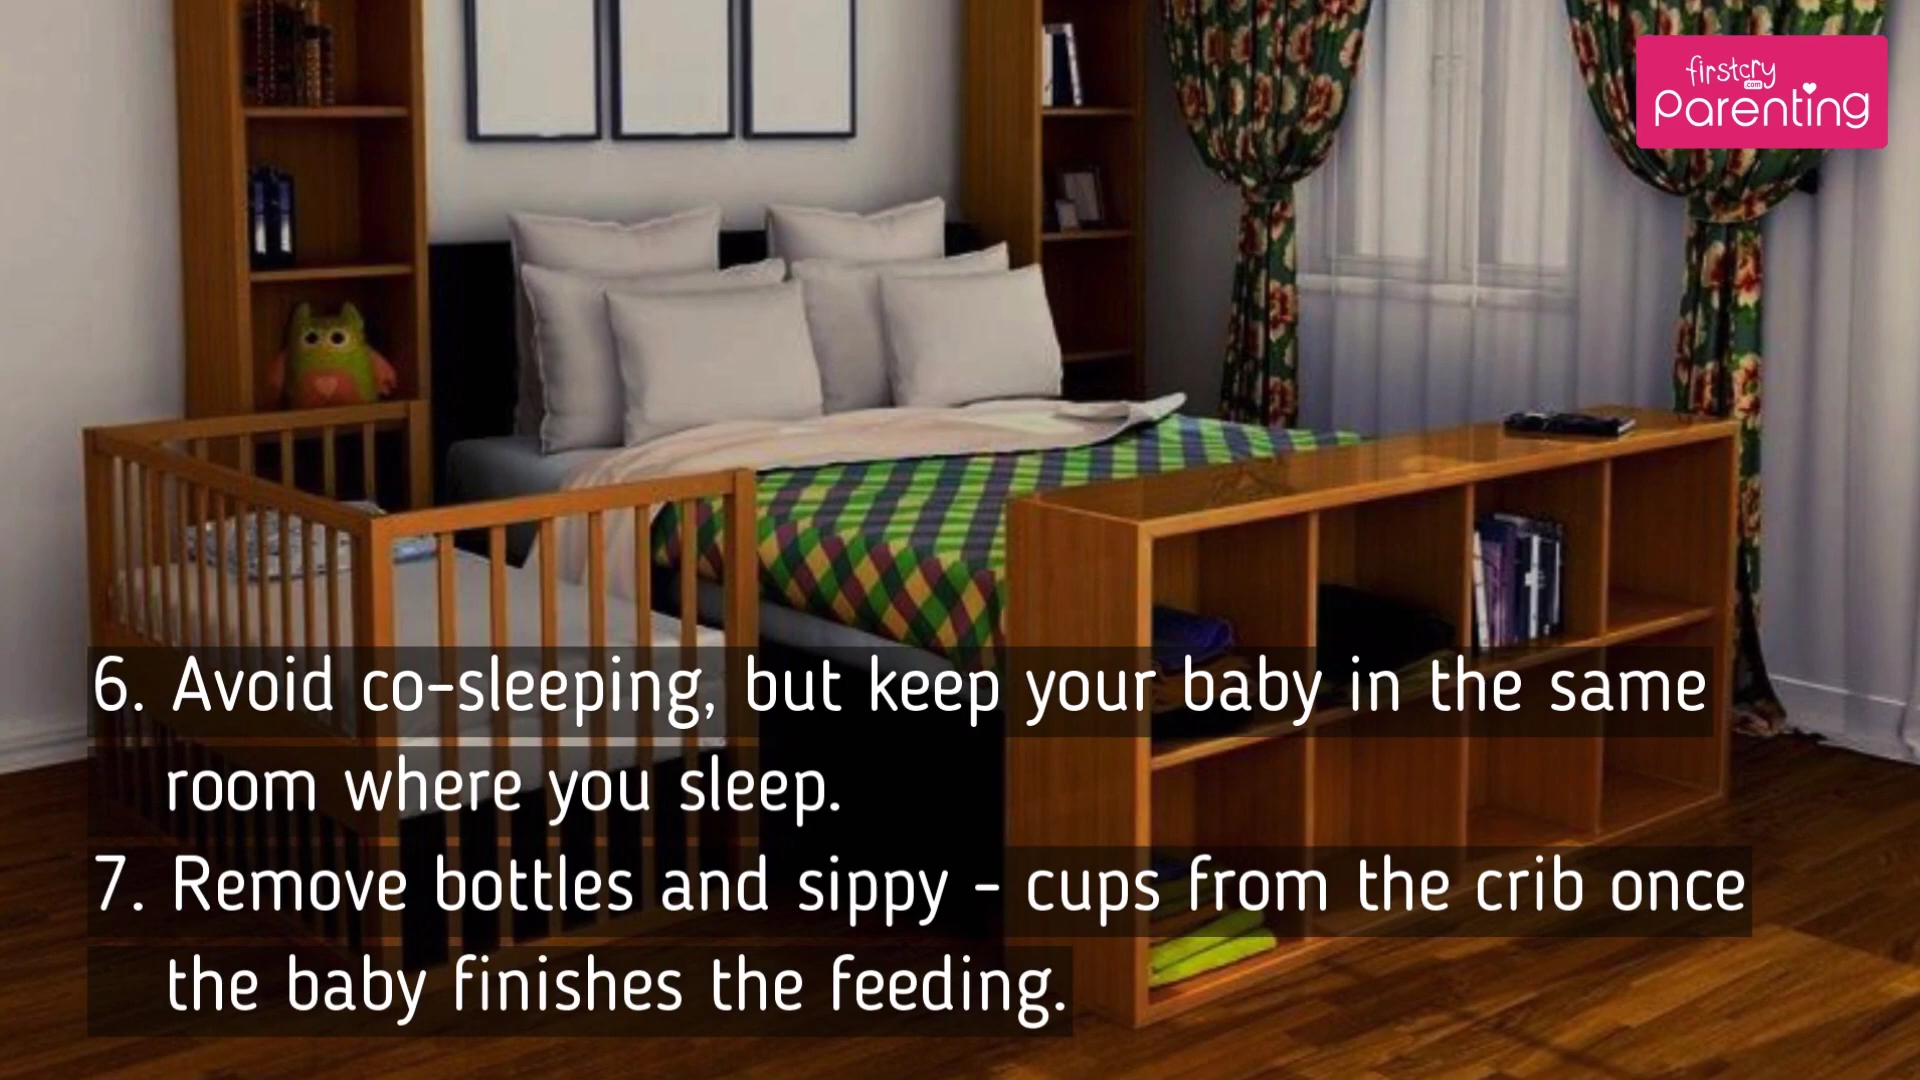 firstcry
.com
Parenting
6. Avoid co-sleeping, but keep your baby in the same
room where you sleep.
7. Remove bottles and sippy - cups from the crib once
the baby finishes the feeding.